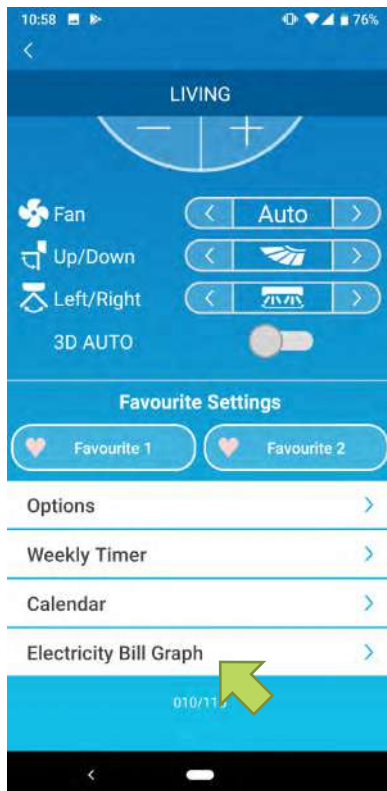 10:58 76%
LIVING
Fan Auto
Up/Down
Left/Right
3D AUTO
Favourite Settings
Favourite 1 Favourite 2
Options
Weekly Timer
Calendar
Electricity Bill Graph